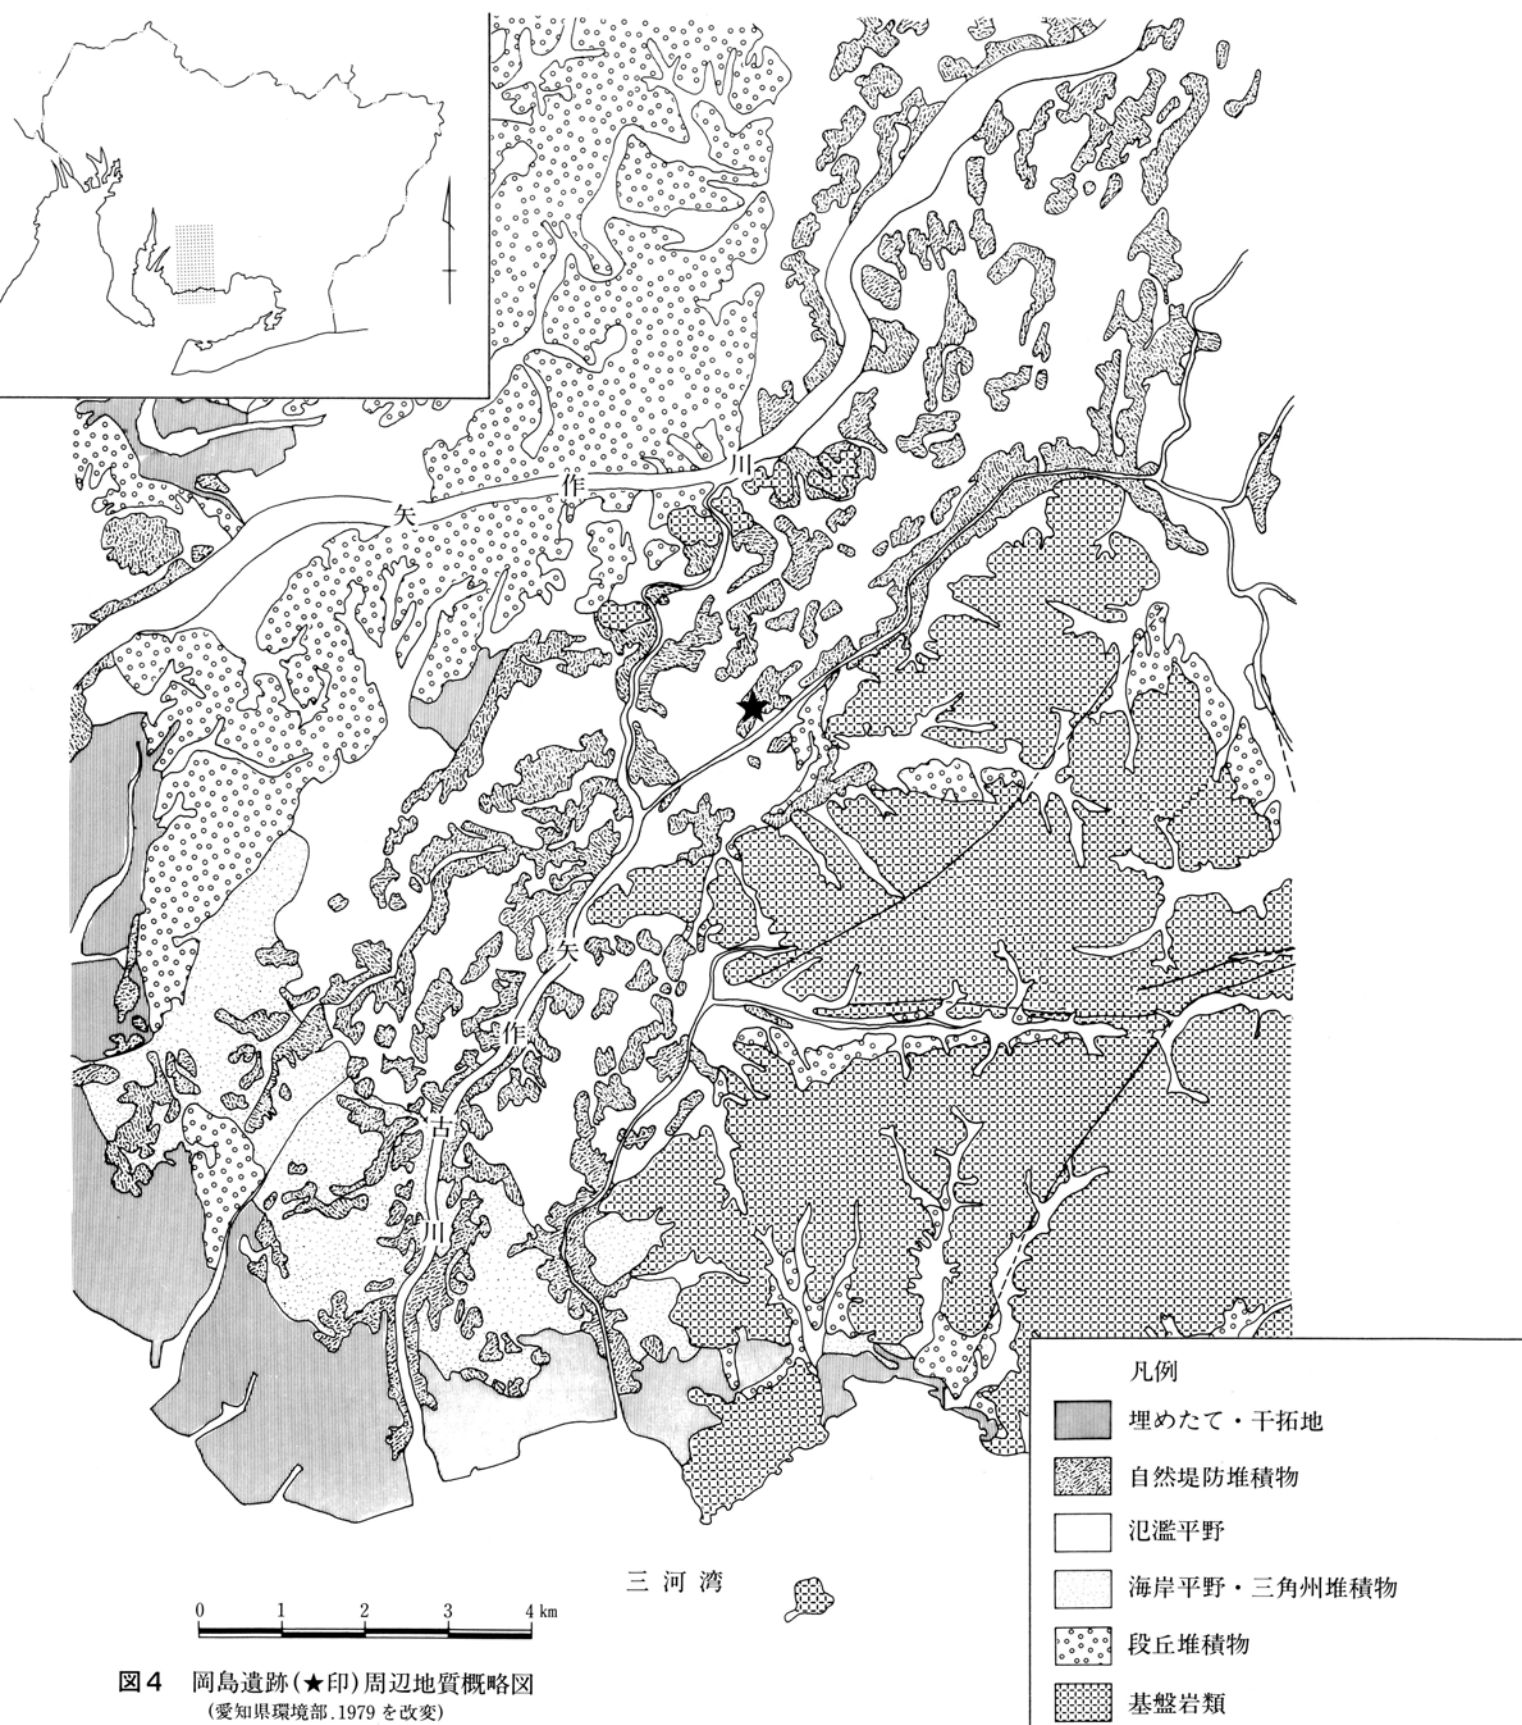 矢作川
矢作古川
三河湾
0 1 2 3 4 km
図4 岡島遺跡(★印)周辺地質概略図
(愛知県環境部.1979を改変)
凡例
埋めたて・干拓地
自然堤防堆積物
氾濫平野
海岸平野・三角州堆積物
段丘堆積物
基盤岩類